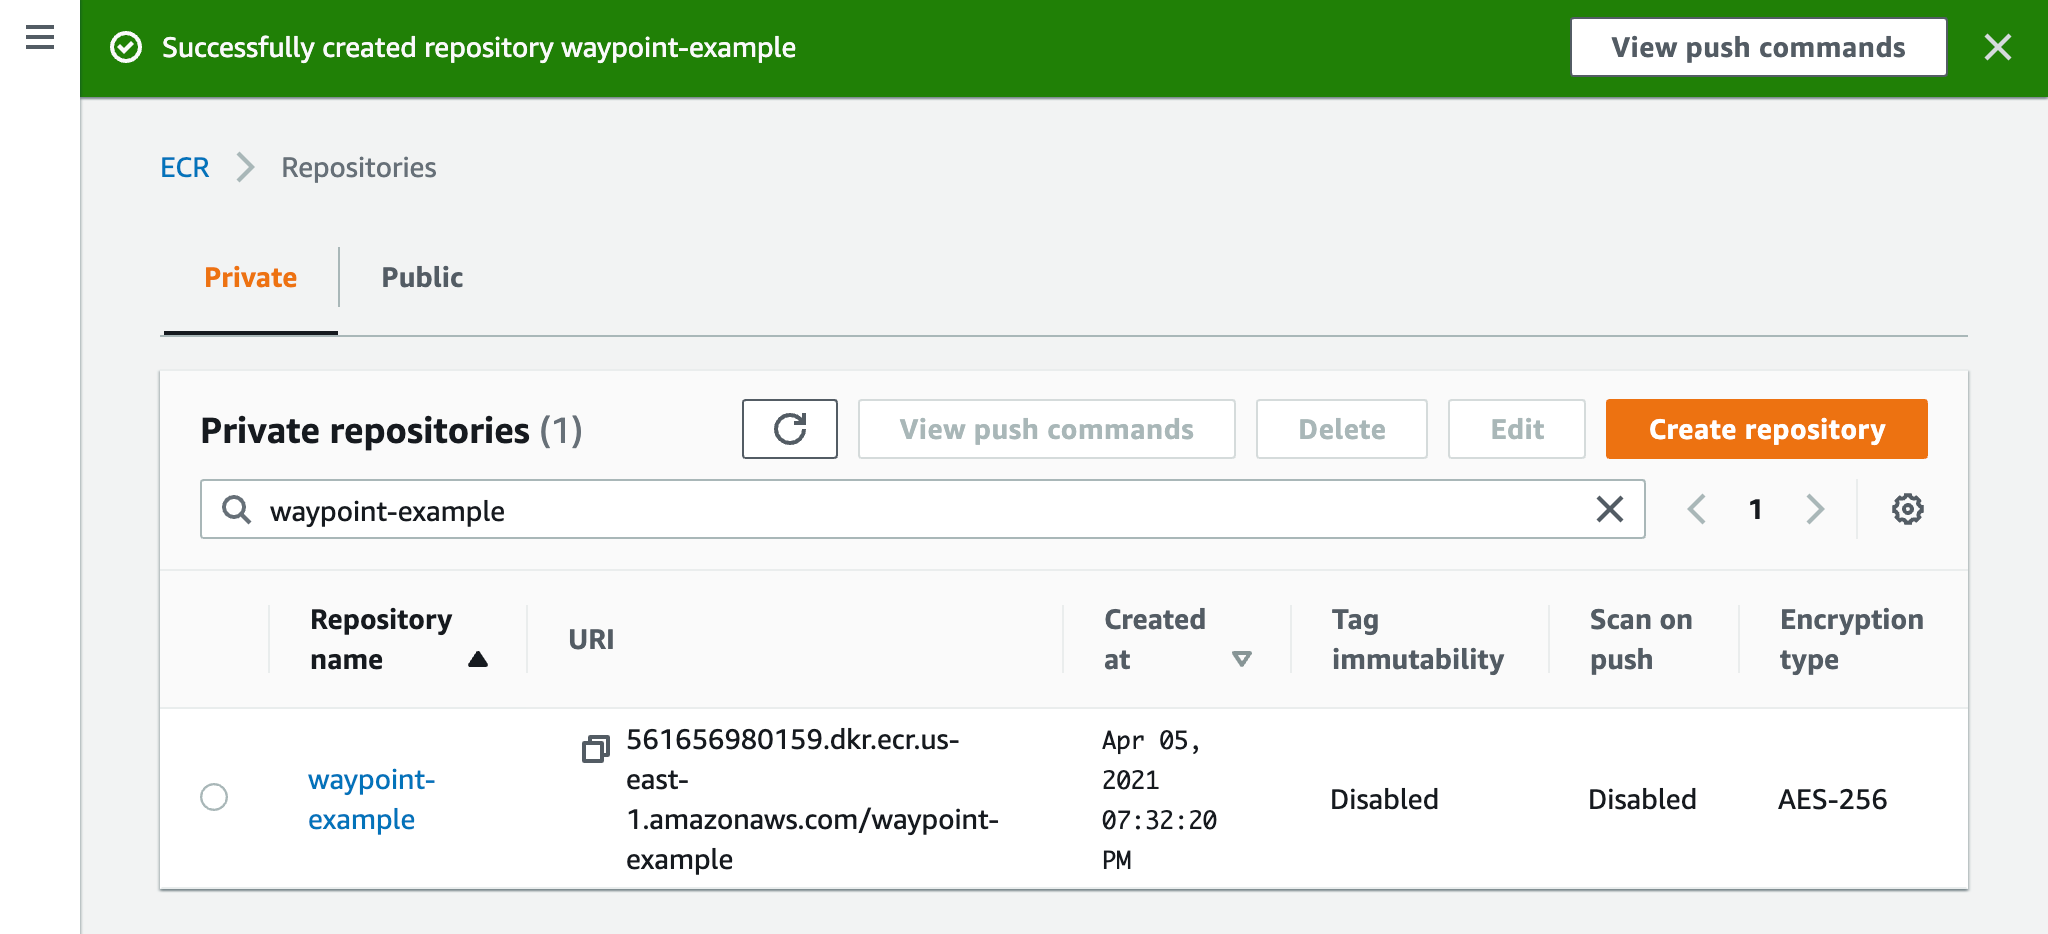 Successfully created repository waypoint-example
View push commands
ECR
Repositories
Private
Public
Private repositories (1)
View push commands
Delete
Edit
Create repository
waypoint-example
1
Repository
name
URI
Created
at
Tag
immutability
Scan on
push
Encryption
type
waypoint-
example
561656980159.dkr.ecr.us-
east-
1.amazonaws.com/waypoint-
example
Apr 05,
2021
07:32:20
PM
Disabled
Disabled
AES-256